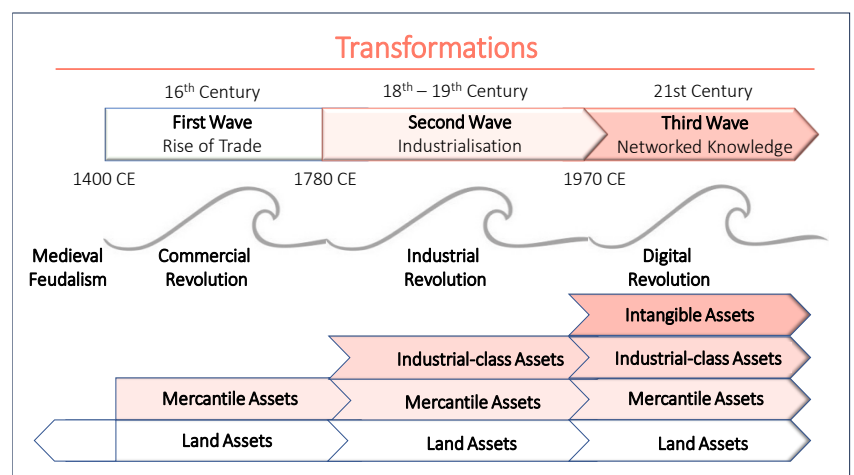 Transformations
16th Century
18th – 19th Century
21st Century
First Wave
Rise of Trade
Second Wave
Industrialisation
Third Wave
Networked Knowledge
1400 CE
1780 CE
1970 CE
Medieval
Feudalism
Commercial
Revolution
Industrial
Revolution
Digital
Revolution
Intangible Assets
Industrial-class Assets
Industrial-class Assets
Mercantile Assets
Mercantile Assets
Mercantile Assets
Land Assets
Land Assets
Land Assets